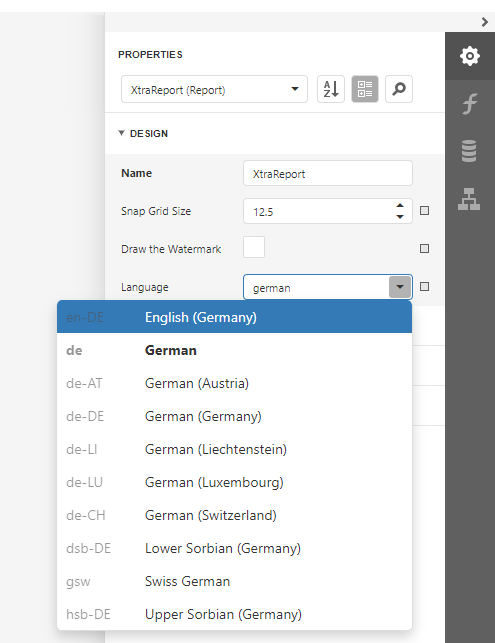 PROPERTIES
XtraReport (Report)
A
Z
DESIGN
Name XtraReport
Snap Grid Size 12.5
Draw the Watermark
Language german
en-DE English (Germany)
de German
de-AT German (Austria)
de-DE German (Germany)
de-LI German (Liechtenstein)
de-LU German (Luxembourg)
de-CH German (Switzerland)
dsb-DE Lower Sorbian (Germany)
gsw Swiss German
hsb-DE Upper Sorbian (Germany)